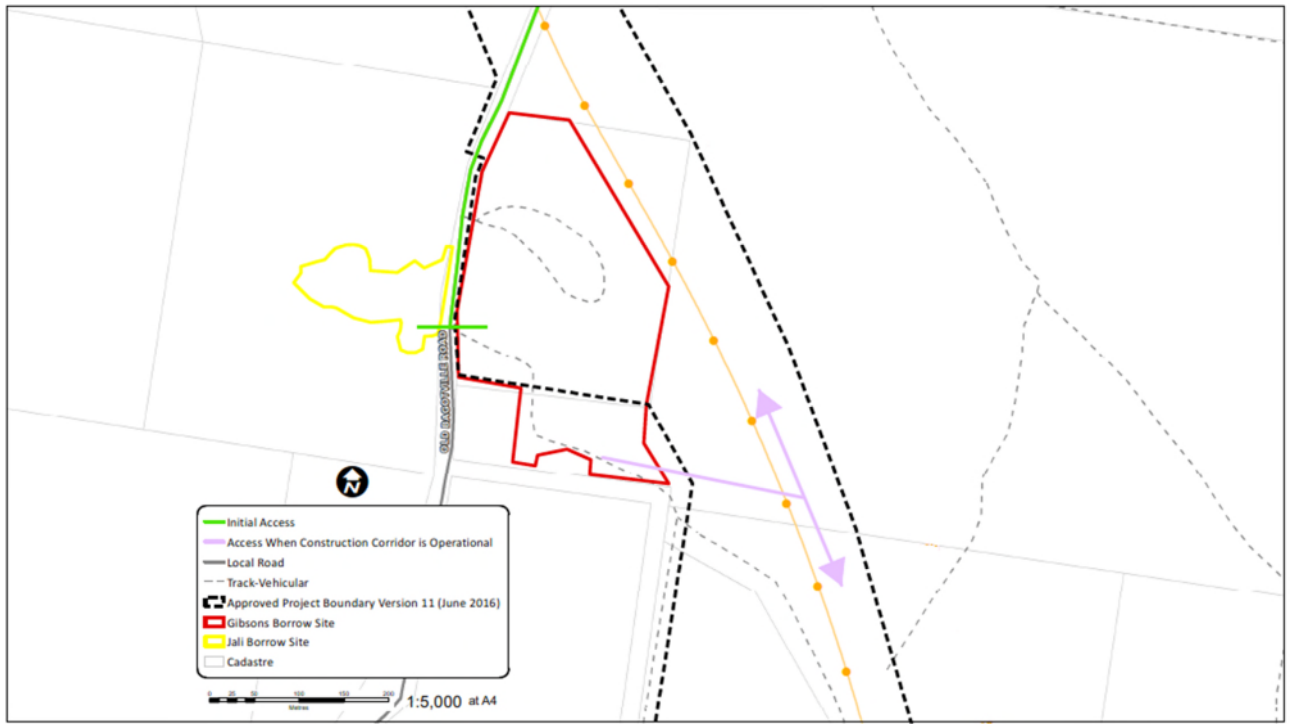 OLD BAGOTVILLE ROAD
N
Initial Access
Access When Construction Corridor is Operational
Local Road
Track-Vehicular
Approved Project Boundary Version 11 (June 2016)
Gibsons Borrow Site
Jali Borrow Site
Cadastre
0 25 50 100 150 200
Metres
1:5,000 at A4